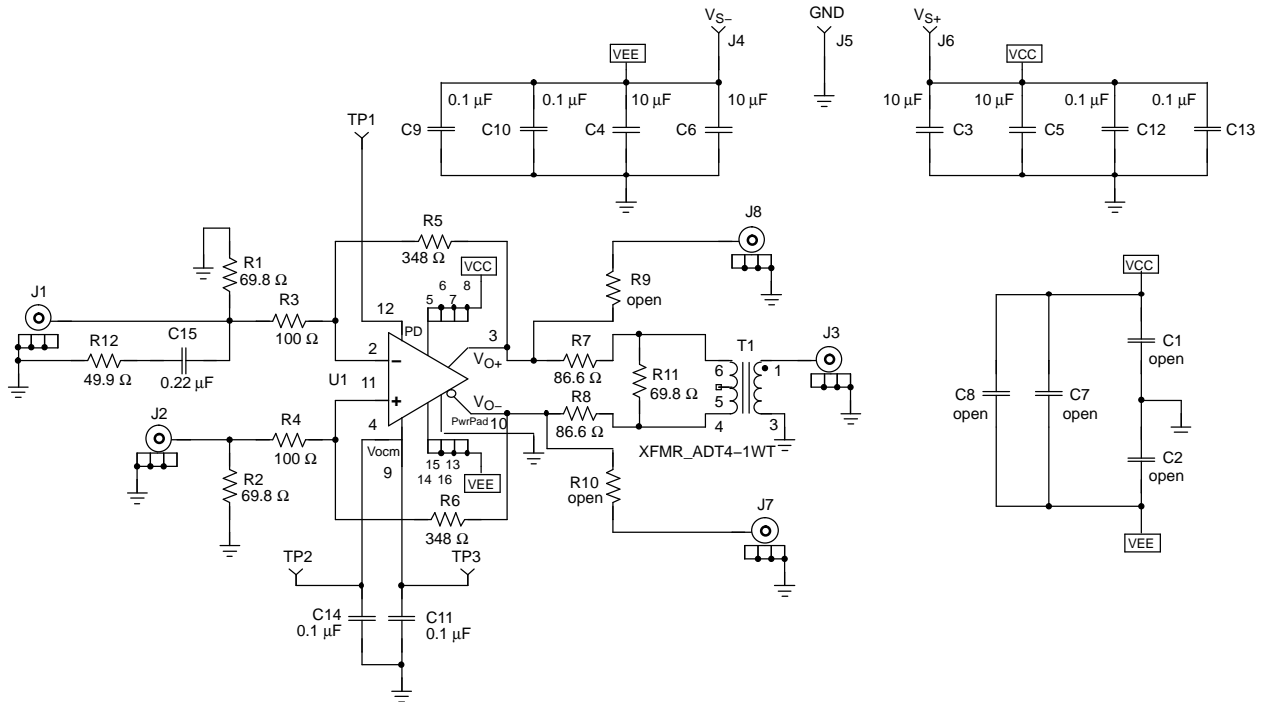 VS–
J4
GND
J5
VS+
J6
VEE
VCC
0.1 µF
0.1 µF
10 µF
10 µF
C9
C10
C4
C6
10 µF
10 µF
0.1 µF
0.1 µF
C3
C5
C12
C13
TP1
J8
R5
348 Ω
VCC
6
8
5
7
R1
69.8 Ω
R9
open
J1
R3
100 Ω
12
PD
3
VO+
R7
86.6 Ω
T1
J3
R12
49.9 Ω
C15
0.22 µF
2
U1
11
R11
69.8 Ω
6
5
4
1
3
VO–
R8
86.6 Ω
XFMR_ADT4–1WT
J2
R4
100 Ω
4
Vocm
9
PwrPad
10
15
13
14
16
VEE
R2
69.8 Ω
R10
open
R6
348 Ω
J7
TP2
TP3
C14
0.1 µF
C11
0.1 µF
VCC
C1
open
C8
open
C7
open
C2
open
VEE